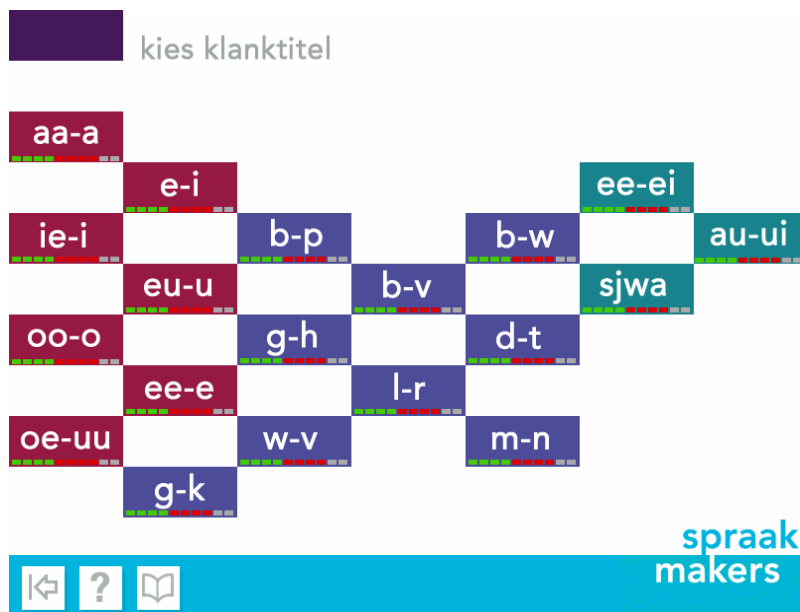 kies klanktitel
aa-a
e-i
ee-ei
ie-i
b-p
b-w
au-ui
eu-u
b-v
sjwa
oo-o
g-h
d-t
ee-e
l-r
oe-uu
w-v
m-n
g-k
spraak
makers
?